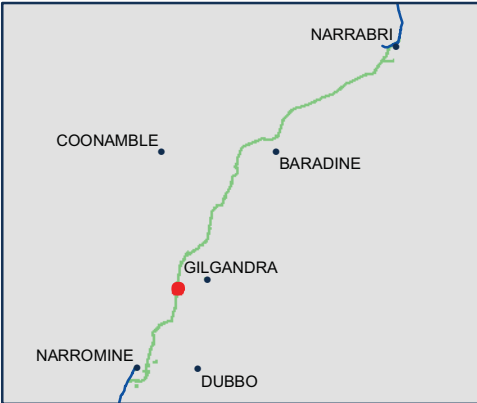 NARRABRI
COONAMBLE
BARADINE
GILGANDRA
NARROMINE
DUBBO